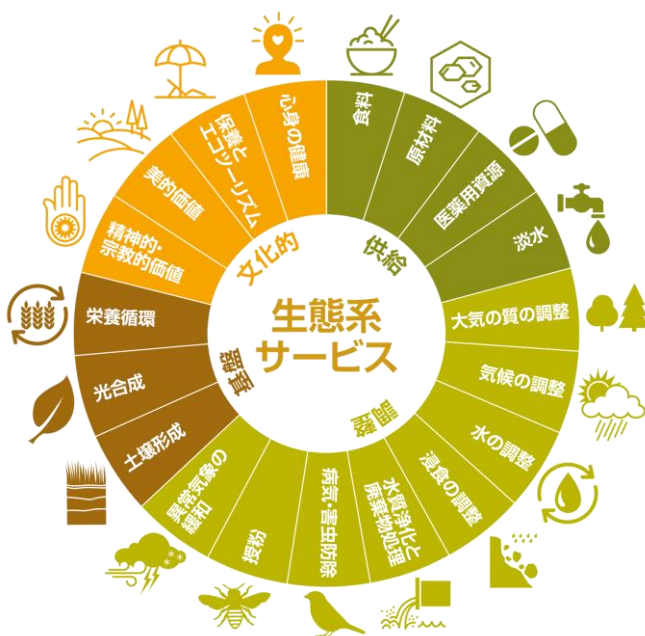 生態系
サービス
供給
食料
原材料
医薬用資源
淡水
調整
大気の質の調整
気候の調整
水の調整
浸食の調整
水質浄化と
廃棄物処理
病気・害虫防除
授粉
異常気象の
緩和
基盤
土壌形成
光合成
栄養循環
文化的
精神的・
宗教的価値
美的価値
保養と
エコツーリズム
心身の健康